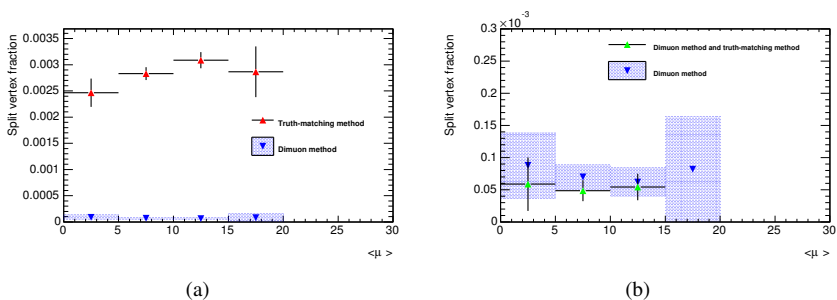 Split vertex fraction
0.0035
0.003
0.0025
0.002
0.0015
0.001
0.0005
0
0 5 10 15 20 25 30
<μ >
Truth-matching method
Dimuon method
(a)
×10⁻³
Split vertex fraction
0.3
0.25
0.2
0.15
0.1
0.05
0
0 5 10 15 20 25 30
<μ >
Dimuon method and truth-matching method
Dimuon method
(b)